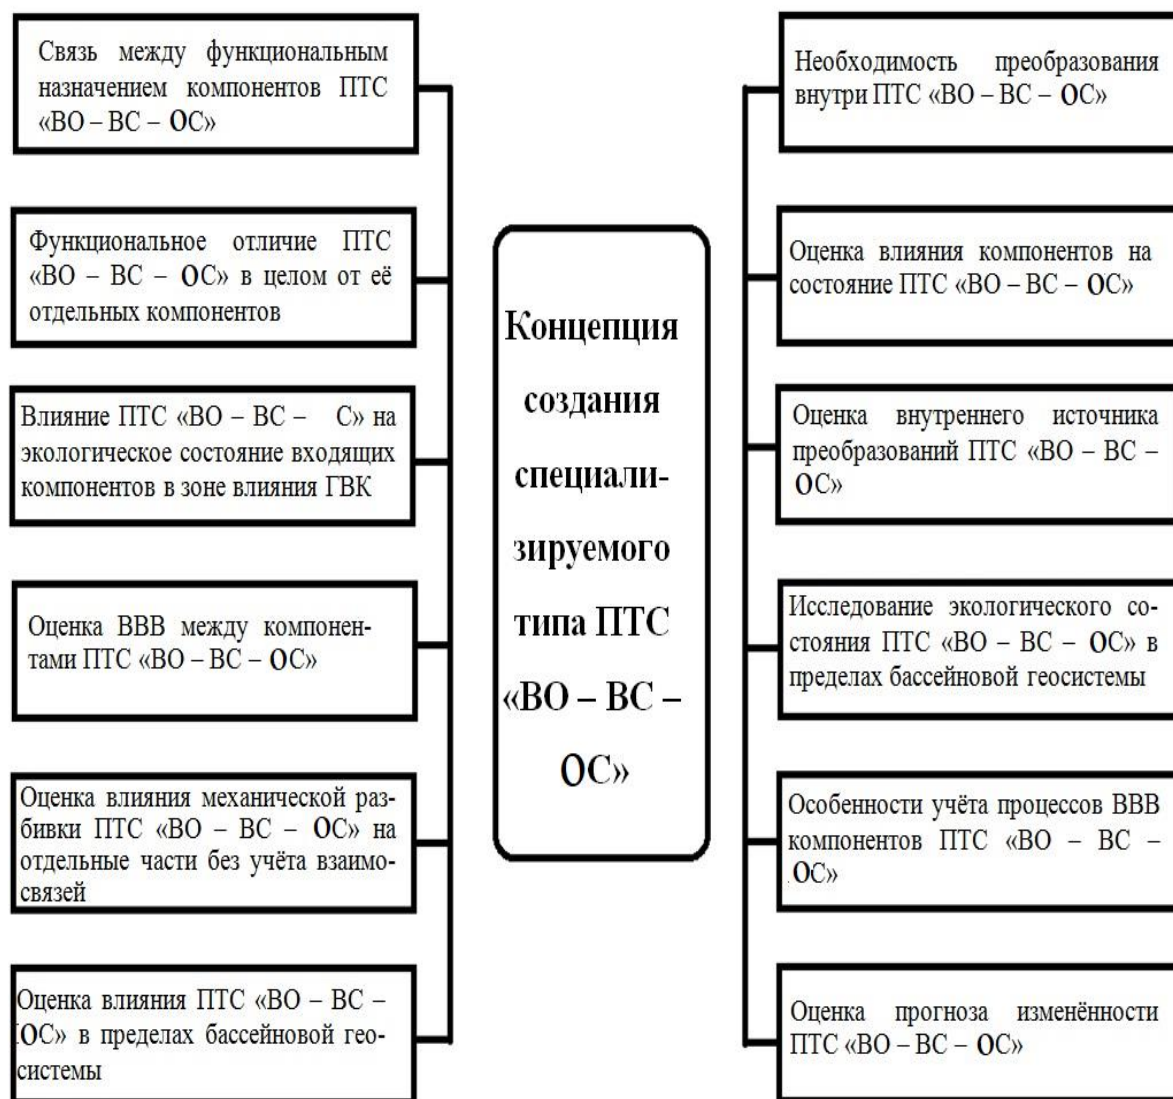 Связь между функциональным
назначением компонентов ПТС
«ВО – ВС – ОС»
Функциональное отличие ПТС
«ВО – ВС – ОС» в целом от её
отдельных компонентов
Влияние ПТС «ВО – ВС – С» на
экологическое состояние входящих
компонентов в зоне влияния ГВК
Оценка ВВВ между компонен-
тами ПТС «ВО – ВС – ОС»
Оценка влияния механической раз-
бивки ПТС «ВО – ВС – ОС» на
отдельные части без учёта взаимо-
связей
Оценка влияния ПТС «ВО – ВС –
ОС» в пределах бассейновой гео-
системы
Концепция
создания
специали-
зируемого
типа ПТС
«ВО – ВС –
ОС»
Необходимость преобразования
внутри ПТС «ВО – ВС – ОС»
Оценка влияния компонентов на
состояние ПТС «ВО – ВС – ОС»
Оценка внутреннего источника
преобразований ПТС «ВО – ВС –
ОС»
Исследование экологического со-
стояния ПТС «ВО – ВС – ОС» в
пределах бассейновой геосистемы
Особенности учёта процессов ВВВ
компонентов ПТС «ВО – ВС –
ОС»
Оценка прогноза изменённости
ПТС «ВО – ВС – ОС»